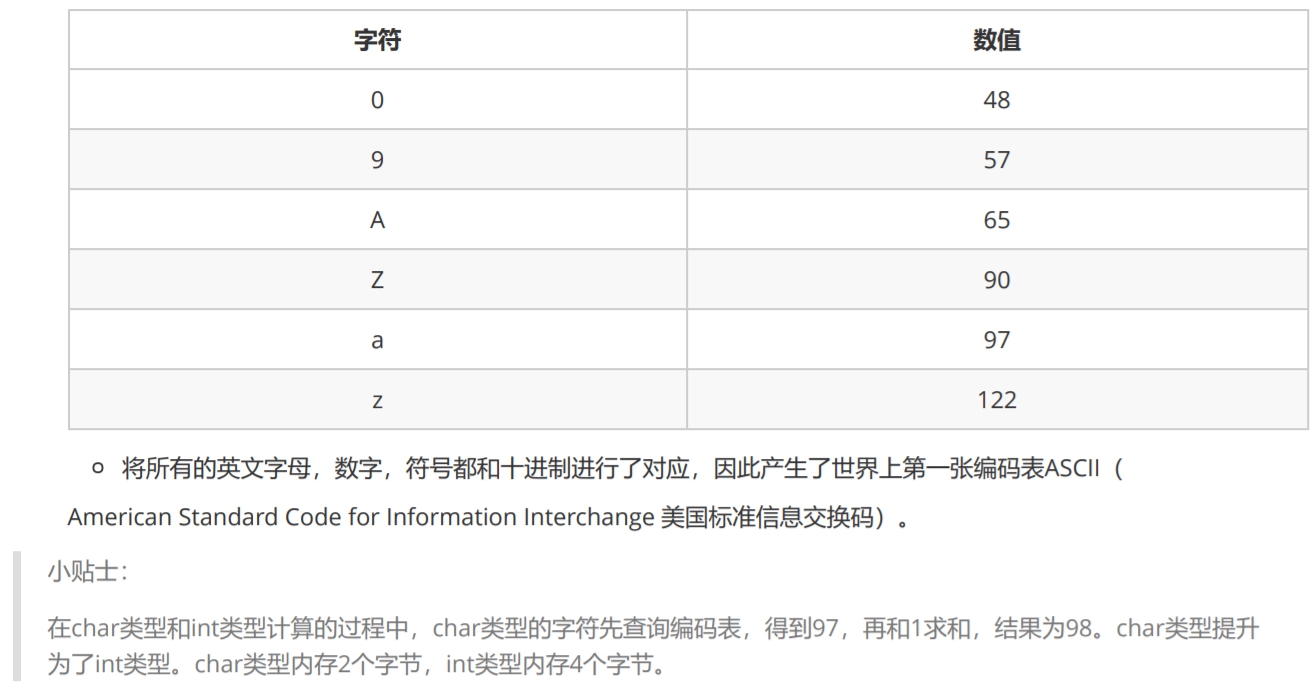 字符 数值
0 48
9 57
A 65
Z 90
a 97
z 122
将所有的英文字母，数字，符号都和十进制进行了对应，因此产生了世界上第一张编码表ASCII（
American Standard Code for Information Interchange 美国标准信息交换码）。
小贴士：
在char类型和int类型计算的过程中，char类型的字符先查询编码表，得到97，再和1求和，结果为98。char类型提升
为了int类型。char类型内存2个字节，int类型内存4个字节。